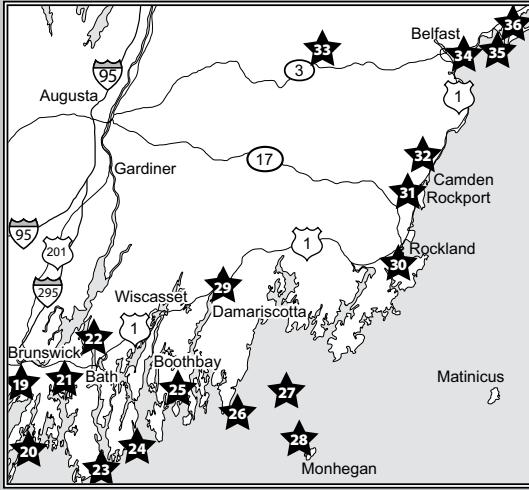 36
Belfast
33
34
35
3
95
1
Augusta
32
17
Gardiner
Camden
31
Rockport
95
1
201
Rockland
30
295
29
Wiscasset
Damariscotta
1
22
Brunswick
Boothbay
19
21
Bath
25
27
Matinicus
26
20
24
28
23
Monhegan